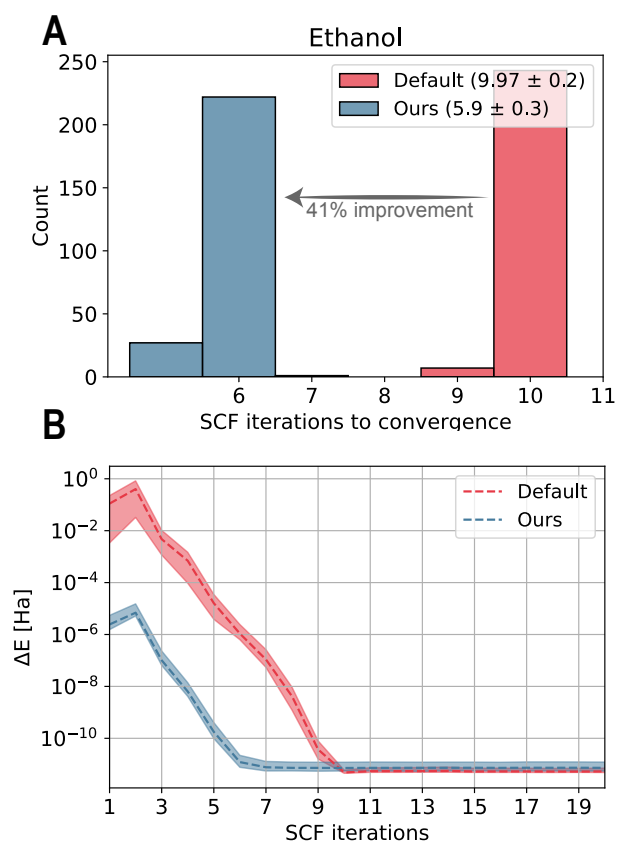 A
Ethanol
Default (9.97 ± 0.2)
Ours (5.9 ± 0.3)
41% improvement
Count
250
200
150
100
50
0
6 7 8 9 10 11
SCF iterations to convergence
B
Default
Ours
ΔE [Ha]
10⁰
10⁻²
10⁻⁴
10⁻⁶
10⁻⁸
10⁻¹⁰
1 3 5 7 9 11 13 15 17 19
SCF iterations